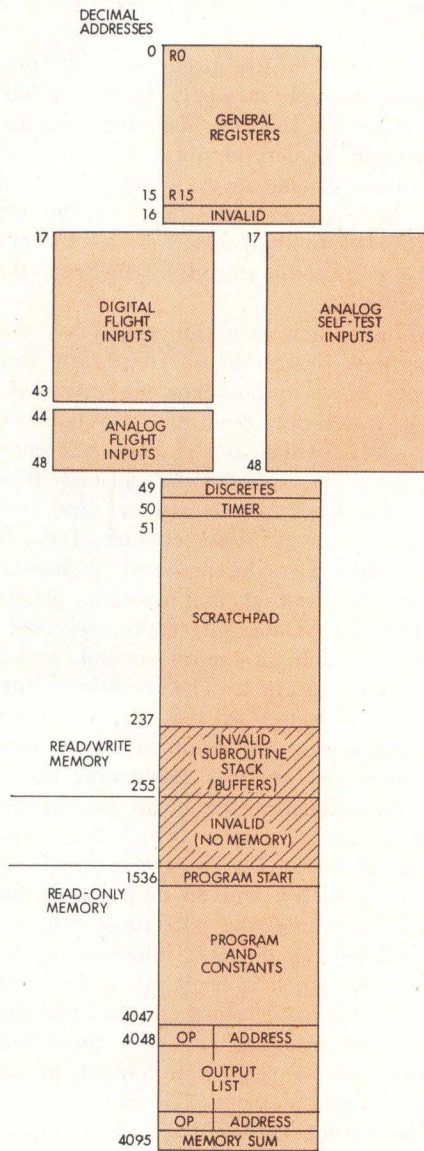 DECIMAL
ADDRESSES
0 R0
GENERAL
REGISTERS
15 R15
16 INVALID
17 17
DIGITAL
FLIGHT
INPUTS
ANALOG
SELF-TEST
INPUTS
43
44
ANALOG
FLIGHT
INPUTS
48 48
49 DISCRETES
50 TIMER
51
SCRATCHPAD
237
READ/WRITE
MEMORY
INVALID
(SUBROUTINE
STACK
/BUFFERS)
255
INVALID
(NO MEMORY)
1536 PROGRAM START
READ-ONLY
MEMORY
PROGRAM
AND
CONSTANTS
4047
4048 OP ADDRESS
OUTPUT
LIST
OP ADDRESS
4095 MEMORY SUM